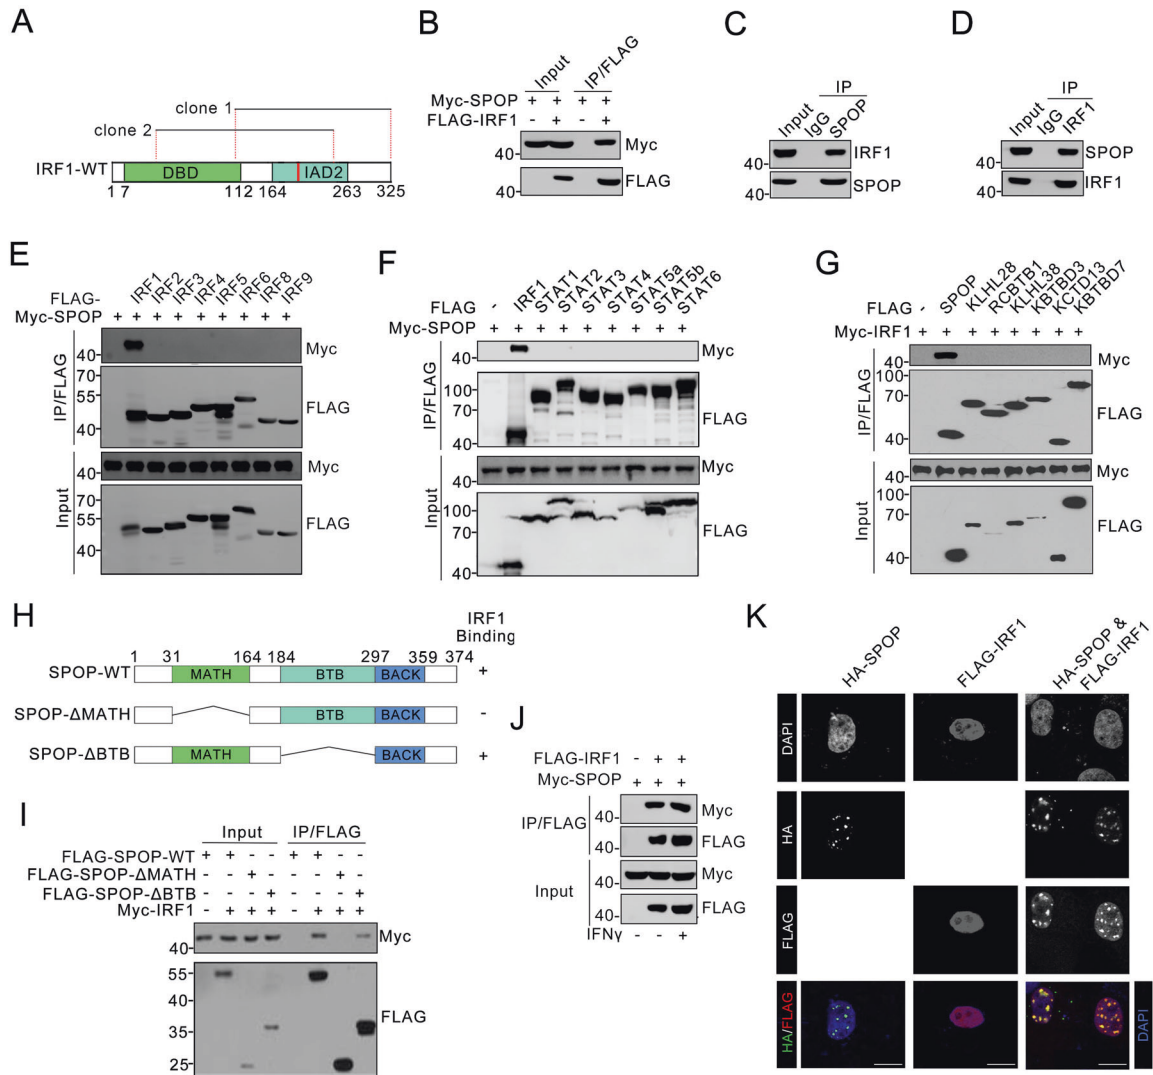 A
clone 1
clone 2
IRF1-WT
DBD
IAD2
1 7 112 164 263 325
B
Input IP/FLAG
Myc-SPOP + + + +
FLAG-IRF1 - + - +
40- Myc
40- FLAG
C
IP
Input IgG SPOP
40- IRF1
40- SPOP
D
IP
Input IgG IRF1
40- SPOP
40- IRF1
E
FLAG- IRF1 IRF2 IRF3 IRF4 IRF5 IRF6 IRF8 IRF9
Myc-SPOP + + + + + + + +
IP/FLAG
40- Myc
70-
55- FLAG
40-
Input
40- Myc
70-
55- FLAG
40-
F
FLAG - IRF1 STAT1 STAT2 STAT3 STAT4 STAT5a STAT5b STAT6
Myc-SPOP + + + + + + + + +
IP/FLAG
40- Myc
100-
70- FLAG
40-
Input
40- Myc
100-
70- FLAG
40-
G
FLAG - SPOP KLHL28 RCBTB1 KLHL38 KBTBD3 KCTD13 KBTBD7
Myc-IRF1 + + + + + + + +
IP/FLAG
40- Myc
100-
70- FLAG
40-
Input
40- Myc
100-
70- FLAG
40-
H
IRF1
Binding
1 31 164 184 297 359 374
SPOP-WT MATH BTB BACK +
SPOP-ΔMATH BTB BACK -
SPOP-ΔBTB MATH BACK +
I
Input IP/FLAG
FLAG-SPOP-WT + + - - + + - -
FLAG-SPOP-ΔMATH - - + - - - + -
FLAG-SPOP-ΔBTB - - - + - - - +
Myc-IRF1 - + + + - + + +
40- Myc
55-
40- FLAG
35-
25-
J
FLAG-IRF1 - + +
Myc-SPOP + + +
IP/FLAG
40- Myc
40- FLAG
Input
40- Myc
40- FLAG
IFNγ - - +
K
HA-SPOP FLAG-IRF1 HA-SPOP & FLAG-IRF1
DAPI
HA
FLAG
HA/FLAG
DAPI